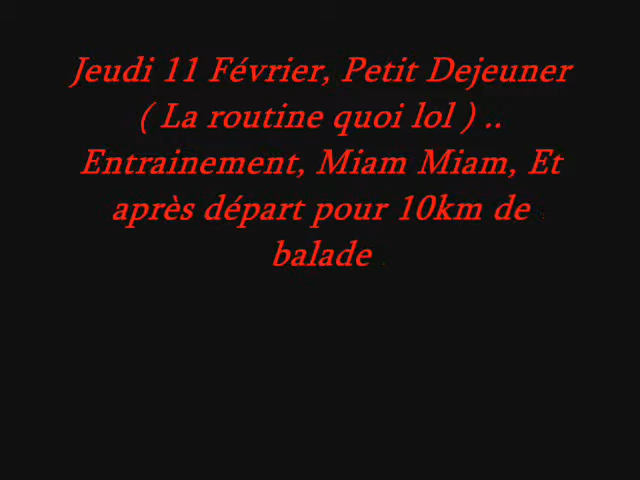 Jeudi 11 Février, Petit Dejeuner
( La routine quoi lol ) ..
Entrainement, Miam Miam, Et
après départ pour 10km de
balade